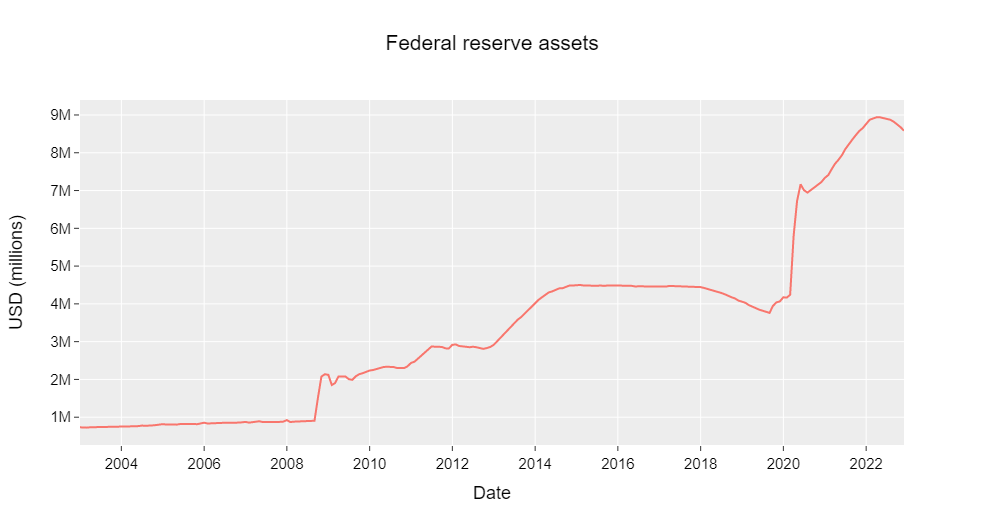 Federal reserve assets
USD (millions)
9M
8M
7M
6M
5M
4M
3M
2M
1M
2004 2006 2008 2010 2012 2014 2016 2018 2020 2022
Date